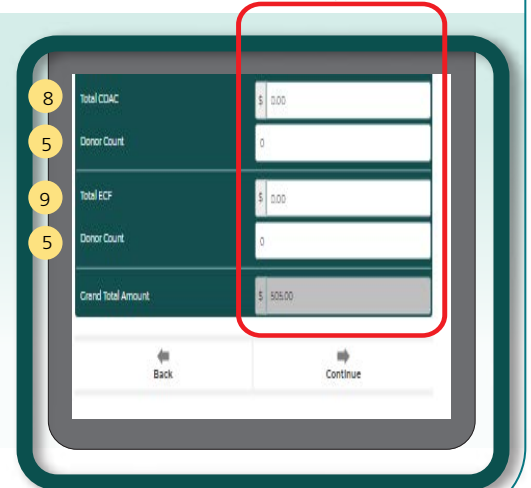 8 Total CDAC $ 0.00
5 Donor Count 0
9 Total ECF $ 0.00
5 Donor Count 0
Grand Total Amount $ 505.00
Back Continue